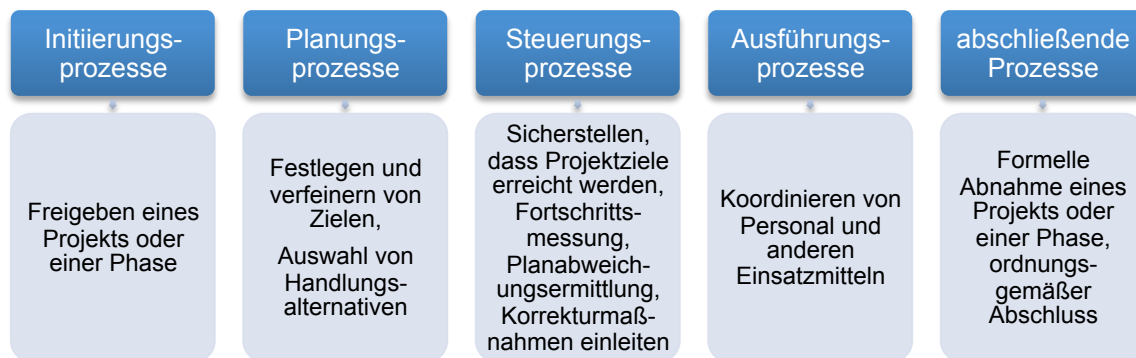 Initiierungs-
prozesse
Freigeben eines
Projekts oder
einer Phase
Planungs-
prozesse
Festlegen und
verfeinern von
Zielen,
Auswahl von
Handlungs-
alternativen
Steuerungs-
prozesse
Sicherstellen,
dass Projektziele
erreicht werden,
Fortschritts-
messung,
Planabweich-
ungsermittlung,
Korrekturmaß-
nahmen einleiten
Ausführungs-
prozesse
Koordinieren von
Personal und
anderen
Einsatzmitteln
abschließende
Prozesse
Formelle
Abnahme eines
Projekts oder
einer Phase,
ordnungs-
gemäßer
Abschluss